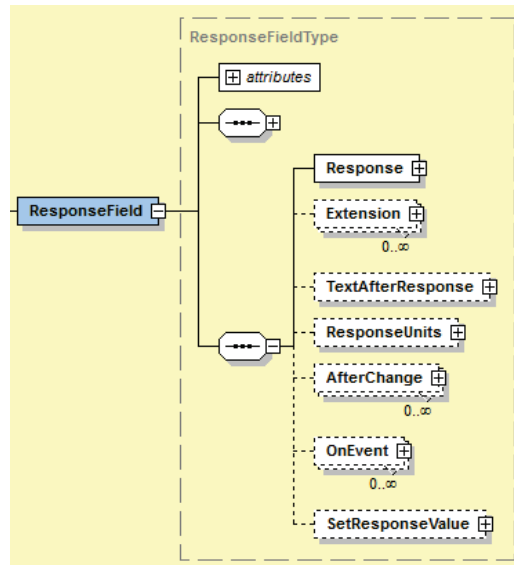 ResponseFieldType
attributes
ResponseField
Response
Extension
0..∞
TextAfterResponse
ResponseUnits
AfterChange
0..∞
OnEvent
0..∞
SetResponseValue